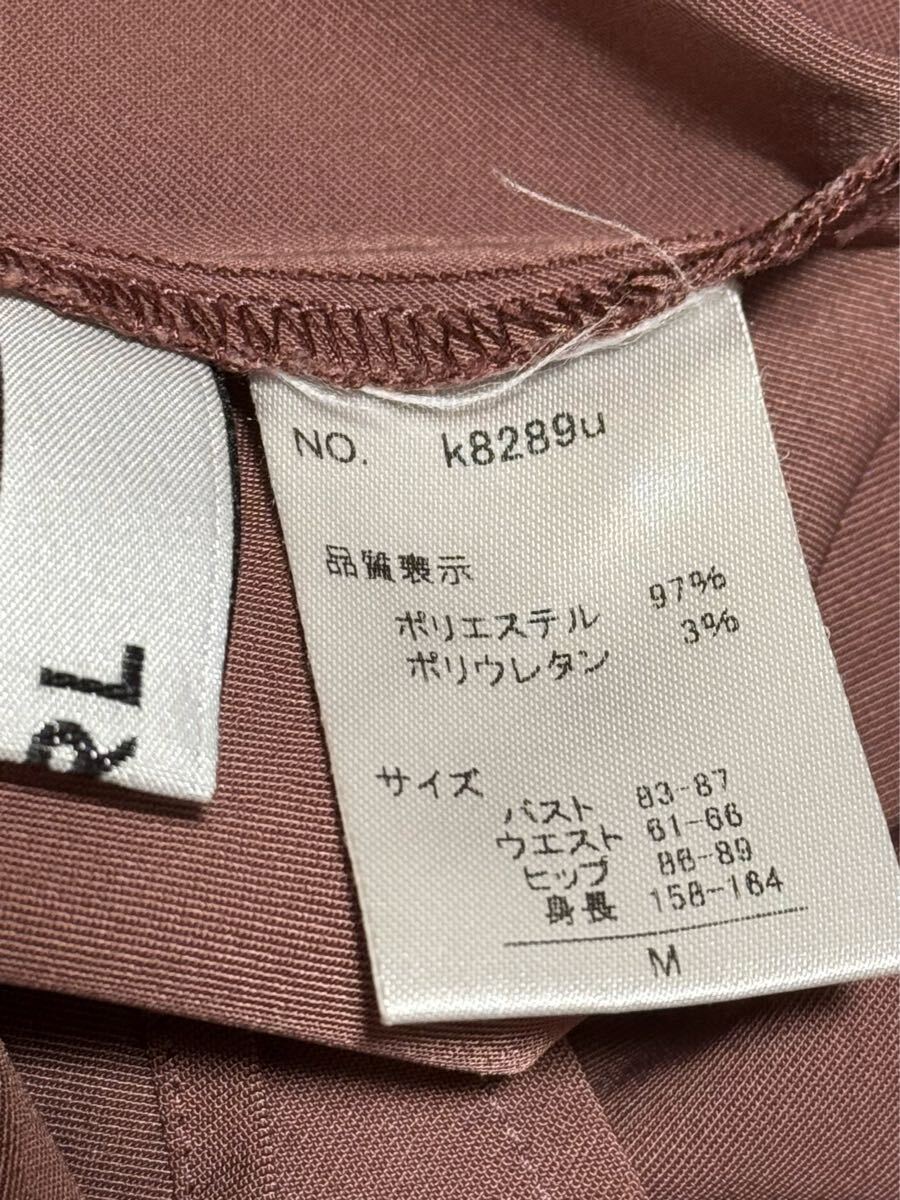 NO. k8289u
品質表示
ポリエステル 97%
ポリウレタン 3%
サイズ
バスト 83-87
ウエスト 61-66
ヒップ 86-89
身長 158-164
M
RL